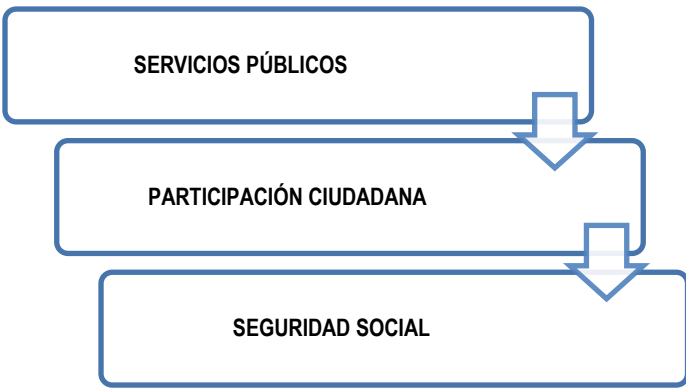 SERVICIOS PÚBLICOS
PARTICIPACIÓN CIUDADANA
SEGURIDAD SOCIAL